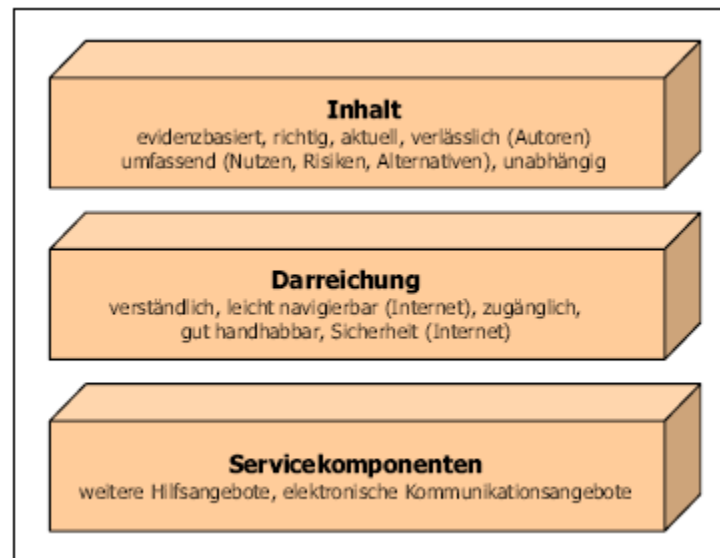 Inhalt
evidenzbasiert, richtig, aktuell, verlässlich (Autoren)
umfassend (Nutzen, Risiken, Alternativen), unabhängig
Darreichung
verständlich, leicht navigierbar (Internet), zugänglich,
gut handhabbar, Sicherheit (Internet)
Servicekomponenten
weitere Hilfsangebote, elektronische Kommunikationsangebote